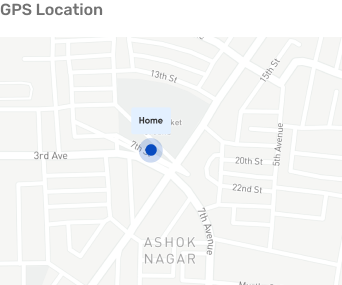 GPS Location
13th St
15th St
Home
ket
7th
3rd Ave
5th Avenue
20th St
22nd St
7th Avenue
ASHOK
NAGAR